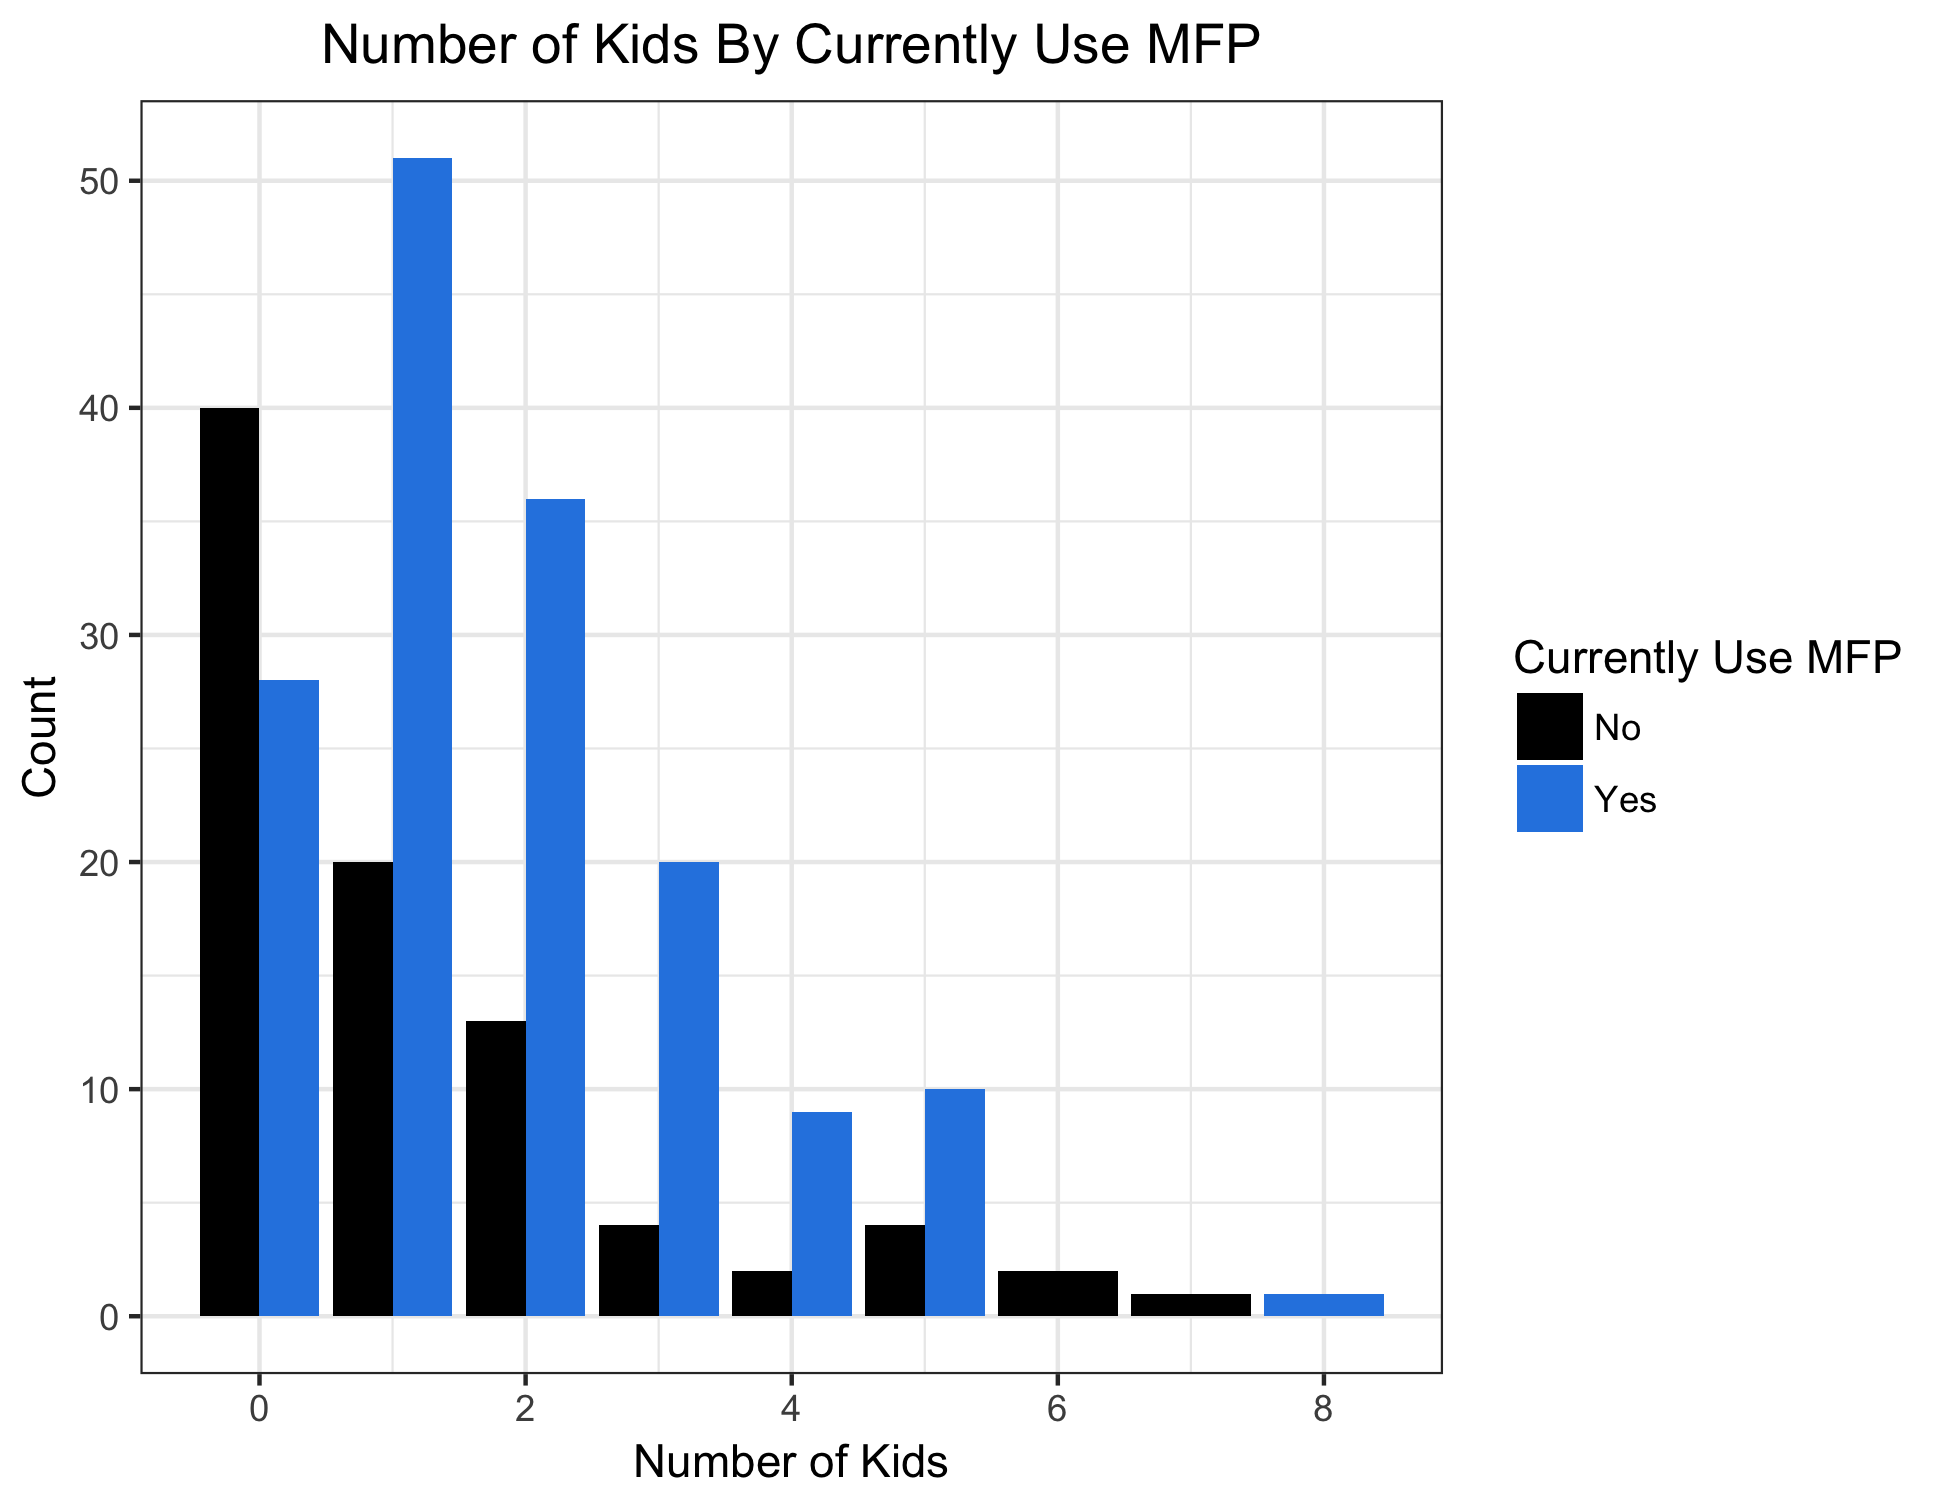 Number of Kids By Currently Use MFP
50
40
30
20
10
0
Count
0 2 4 6 8
Number of Kids
Currently Use MFP
No
Yes